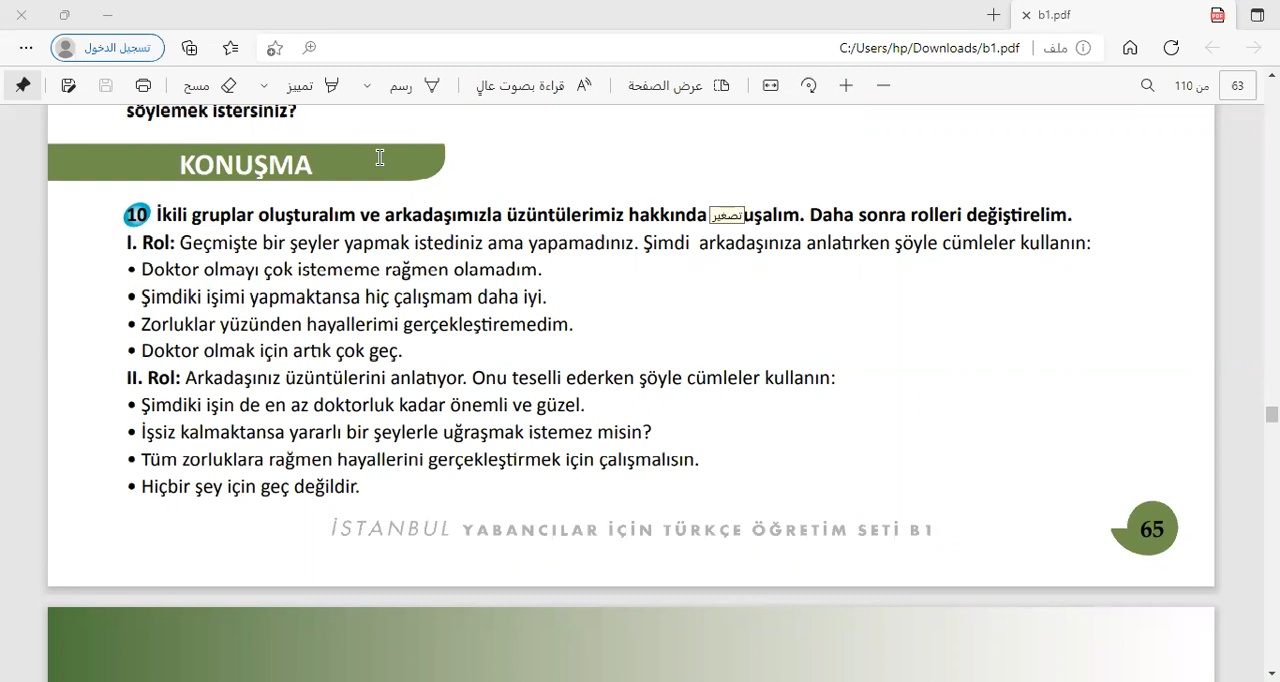 b1.pdf
تسجيل الدخول
C:/Users/hp/Downloads/b1.pdf
ملف
مسح
تمييز
رسم
قراءة بصوت عالٍ
عرض الصفحة
من 110
63
söylemek istersiniz?
KONUŞMA
10 İkili gruplar oluşturalım ve arkadaşımızla üzüntülerimiz hakkında تصغير uşalım. Daha sonra rolleri değiştirelim.
I. Rol: Geçmişte bir şeyler yapmak istediniz ama yapamadınız. Şimdi arkadaşınıza anlatırken şöyle cümleler kullanın:
• Doktor olmayı çok istememe rağmen olamadım.
• Şimdiki işimi yapmaktansa hiç çalışmam daha iyi.
• Zorluklar yüzünden hayallerimi gerçekleştiremedim.
• Doktor olmak için artık çok geç.
II. Rol: Arkadaşınız üzüntülerini anlatıyor. Onu teselli ederken şöyle cümleler kullanın:
• Şimdiki işin de en az doktorluk kadar önemli ve güzel.
• İşsiz kalmaktansa yararlı bir şeylerle uğraşmak istemez misin?
• Tüm zorluklara rağmen hayallerini gerçekleştirmek için çalışmalısın.
• Hiçbir şey için geç değildir.
İSTANBUL YABANCILAR İÇİN TÜRKÇE ÖĞRETİM SETİ B1
65